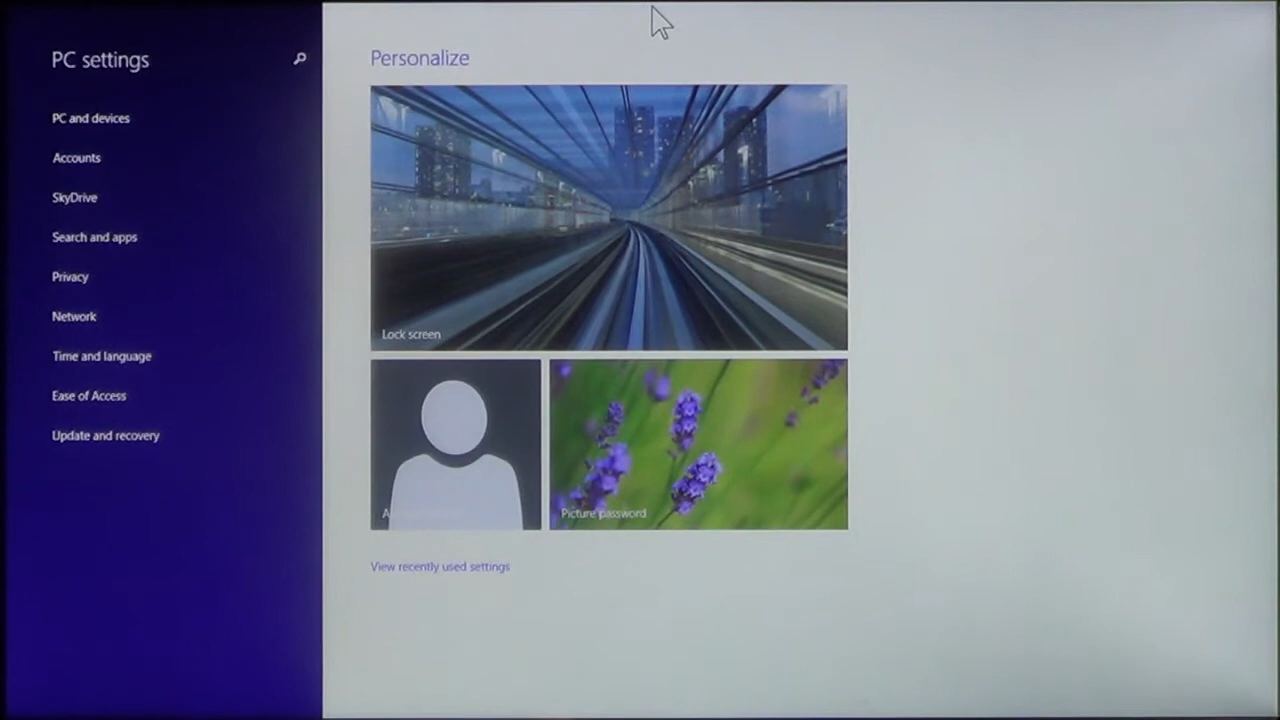 PC settings
PC and devices
Accounts
SkyDrive
Search and apps
Privacy
Network
Time and language
Ease of Access
Update and recovery
Personalize
Lock screen
Picture password
View recently used settings